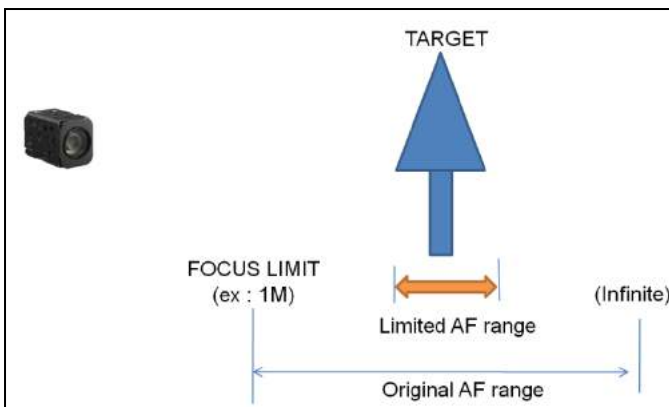 TARGET
FOCUS LIMIT
(ex : 1M)
(Infinite)
Limited AF range
Original AF range